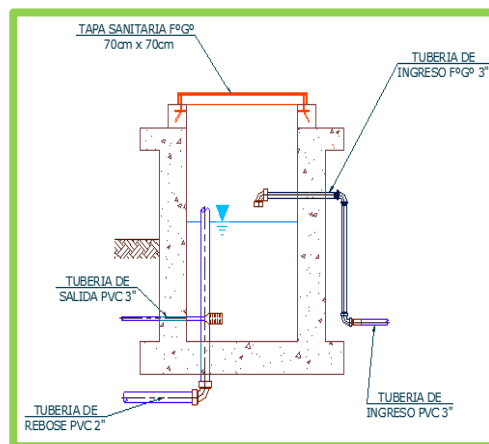 TAPA SANITARIA FºGº
70cm x 70cm
TUBERIA DE
INGRESO FºGº 3"
TUBERIA DE
SALIDA PVC 3"
TUBERIA DE
REBOSE PVC 2"
TUBERIA DE
INGRESO PVC 3"